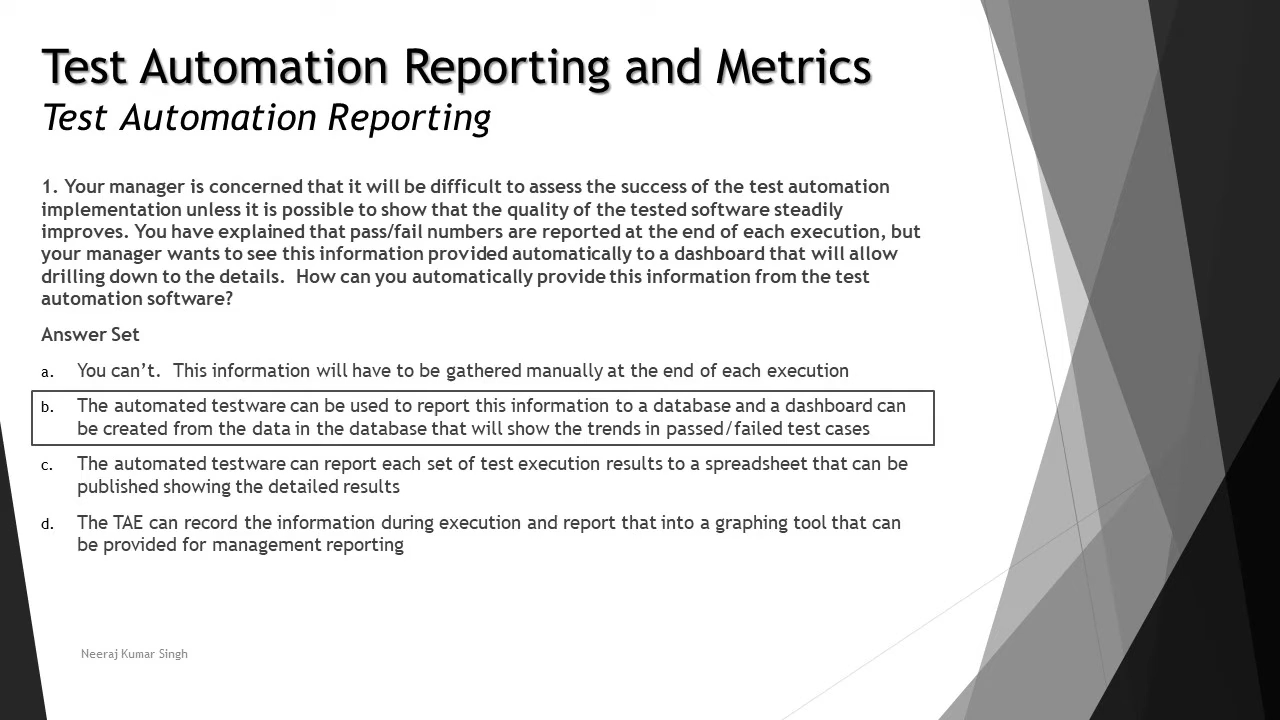 Test Automation Reporting and Metrics
Test Automation Reporting
1. Your manager is concerned that it will be difficult to assess the success of the test automation
implementation unless it is possible to show that the quality of the tested software steadily
improves. You have explained that pass/fail numbers are reported at the end of each execution, but
your manager wants to see this information provided automatically to a dashboard that will allow
drilling down to the details.  How can you automatically provide this information from the test
automation software?
Answer Set
a. You can’t.  This information will have to be gathered manually at the end of each execution
b. The automated testware can be used to report this information to a database and a dashboard can
be created from the data in the database that will show the trends in passed/failed test cases
c. The automated testware can report each set of test execution results to a spreadsheet that can be
published showing the detailed results
d. The TAE can record the information during execution and report that into a graphing tool that can
be provided for management reporting
Neeraj Kumar Singh